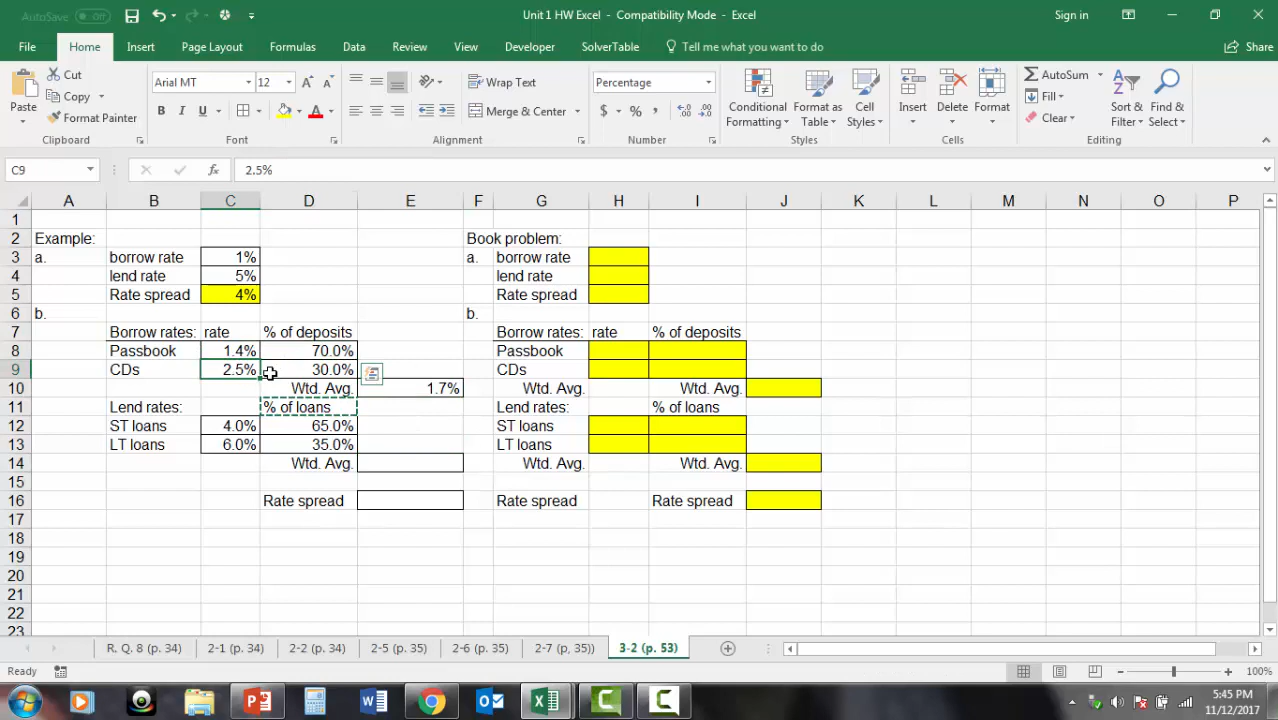 AutoSave Off Unit 1 HW Excel - Compatibility Mode - Excel Sign in
File Home Insert Page Layout Formulas Data Review View Developer SolverTable Tell me what you want to do Share
Paste Cut Copy Format Painter Clipboard
Arial MT 12 B I U A Font
Wrap Text Merge & Center Alignment
Percentage $ % , Number
Conditional Formatting Format as Table Cell Styles Styles
Insert Delete Format Cells
AutoSum Fill Clear Sort & Filter Find & Select Editing
C9 fx 2.5%
A B C D E F G H I J K L M N O P
1
2 Example: Book problem:
3 a. borrow rate 1% a. borrow rate
4 lend rate 5% lend rate
5 Rate spread 4% Rate spread
6 b. b.
7 Borrow rates: rate % of deposits Borrow rates: rate % of deposits
8 Passbook 1.4% 70.0% Passbook
9 CDs 2.5% 30.0% CDs
10 Wtd. Avg. 1.7% Wtd. Avg. Wtd. Avg.
11 Lend rates: % of loans Lend rates: % of loans
12 ST loans 4.0% 65.0% ST loans
13 LT loans 6.0% 35.0% LT loans
14 Wtd. Avg. Wtd. Avg. Wtd. Avg.
15
16 Rate spread Rate spread Rate spread
17
18
19
20
21
22
23
R. Q. 8 (p. 34) 2-1 (p. 34) 2-2 (p. 34) 2-5 (p. 35) 2-6 (p. 35) 2-7 (p, 35)) 3-2 (p. 53)
Ready 100%
5:45 PM
11/12/2017